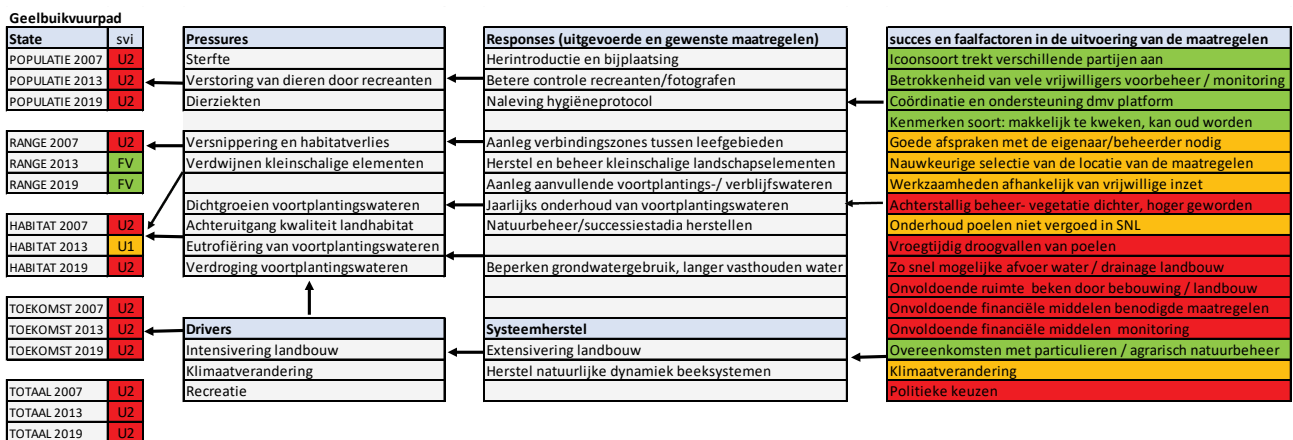 Geelbuikvuurpad
State svi
POPULATIE 2007 U2
POPULATIE 2013 U2
POPULATIE 2019 U2
RANGE 2007 U2
RANGE 2013 FV
RANGE 2019 FV
HABITAT 2007 U2
HABITAT 2013 U1
HABITAT 2019 U2
TOEKOMST 2007 U2
TOEKOMST 2013 U2
TOEKOMST 2019 U2
TOTAAL 2007 U2
TOTAAL 2013 U2
TOTAAL 2019 U2
Pressures
Sterfte
Verstoring van dieren door recreanten
Dierziekten
Versnippering en habitatverlies
Verdwijnen kleinschalige elementen
Dichtgroeien voortplantingswateren
Achteruitgang kwaliteit landhabitat
Eutrofiëring van voortplantingswateren
Verdroging voortplantingswateren
Drivers
Intensivering landbouw
Klimaatverandering
Recreatie
Responses (uitgevoerde en gewenste maatregelen)
Herintroductie en bijplaatsing
Betere controle recreanten/fotografen
Naleving hygiëneprotocol
Aanleg verbindingszones tussen leefgebieden
Herstel en beheer kleinschalige landschapselementen
Aanleg aanvullende voortplantings-/ verblijfswateren
Jaarlijks onderhoud van voortplantingswateren
Natuurbeheer/successiestadia herstellen
Beperken grondwatergebruik, langer vasthouden water
Systeemherstel
Extensivering landbouw
Herstel natuurlijke dynamiek beeksystemen
succes en faalfactoren in de uitvoering van de maatregelen
Iconsoort trekt verschillende partijen aan
Betrokkenheid van vele vrijwilligers voorbeheer / monitoring
Coördinatie en ondersteuning dmv platform
Kenmerken soort: makkelijk te kweken, kan oud worden
Goede afspraken met de eigenaar/beheerder nodig
Nauwkeurige selectie van de locatie van de maatregelen
Werkzaamheden afhankelijk van vrijwillige inzet
Achterstallig beheer- vegetatie dichter, hoger geworden
Onderhoud poelen niet vergoed in SNL
Vroegtijdig droogvallen van poelen
Zo snel mogelijke afvoer water / drainage landbouw
Onvoldoende ruimte beken door bebouwing / landbouw
Onvoldoende financiële middelen benodigde maatregelen
Onvoldoende financiële middelen monitoring
Overeenkomsten met particulieren / agrarisch natuurbeheer
Klimaatverandering
Politieke keuzen